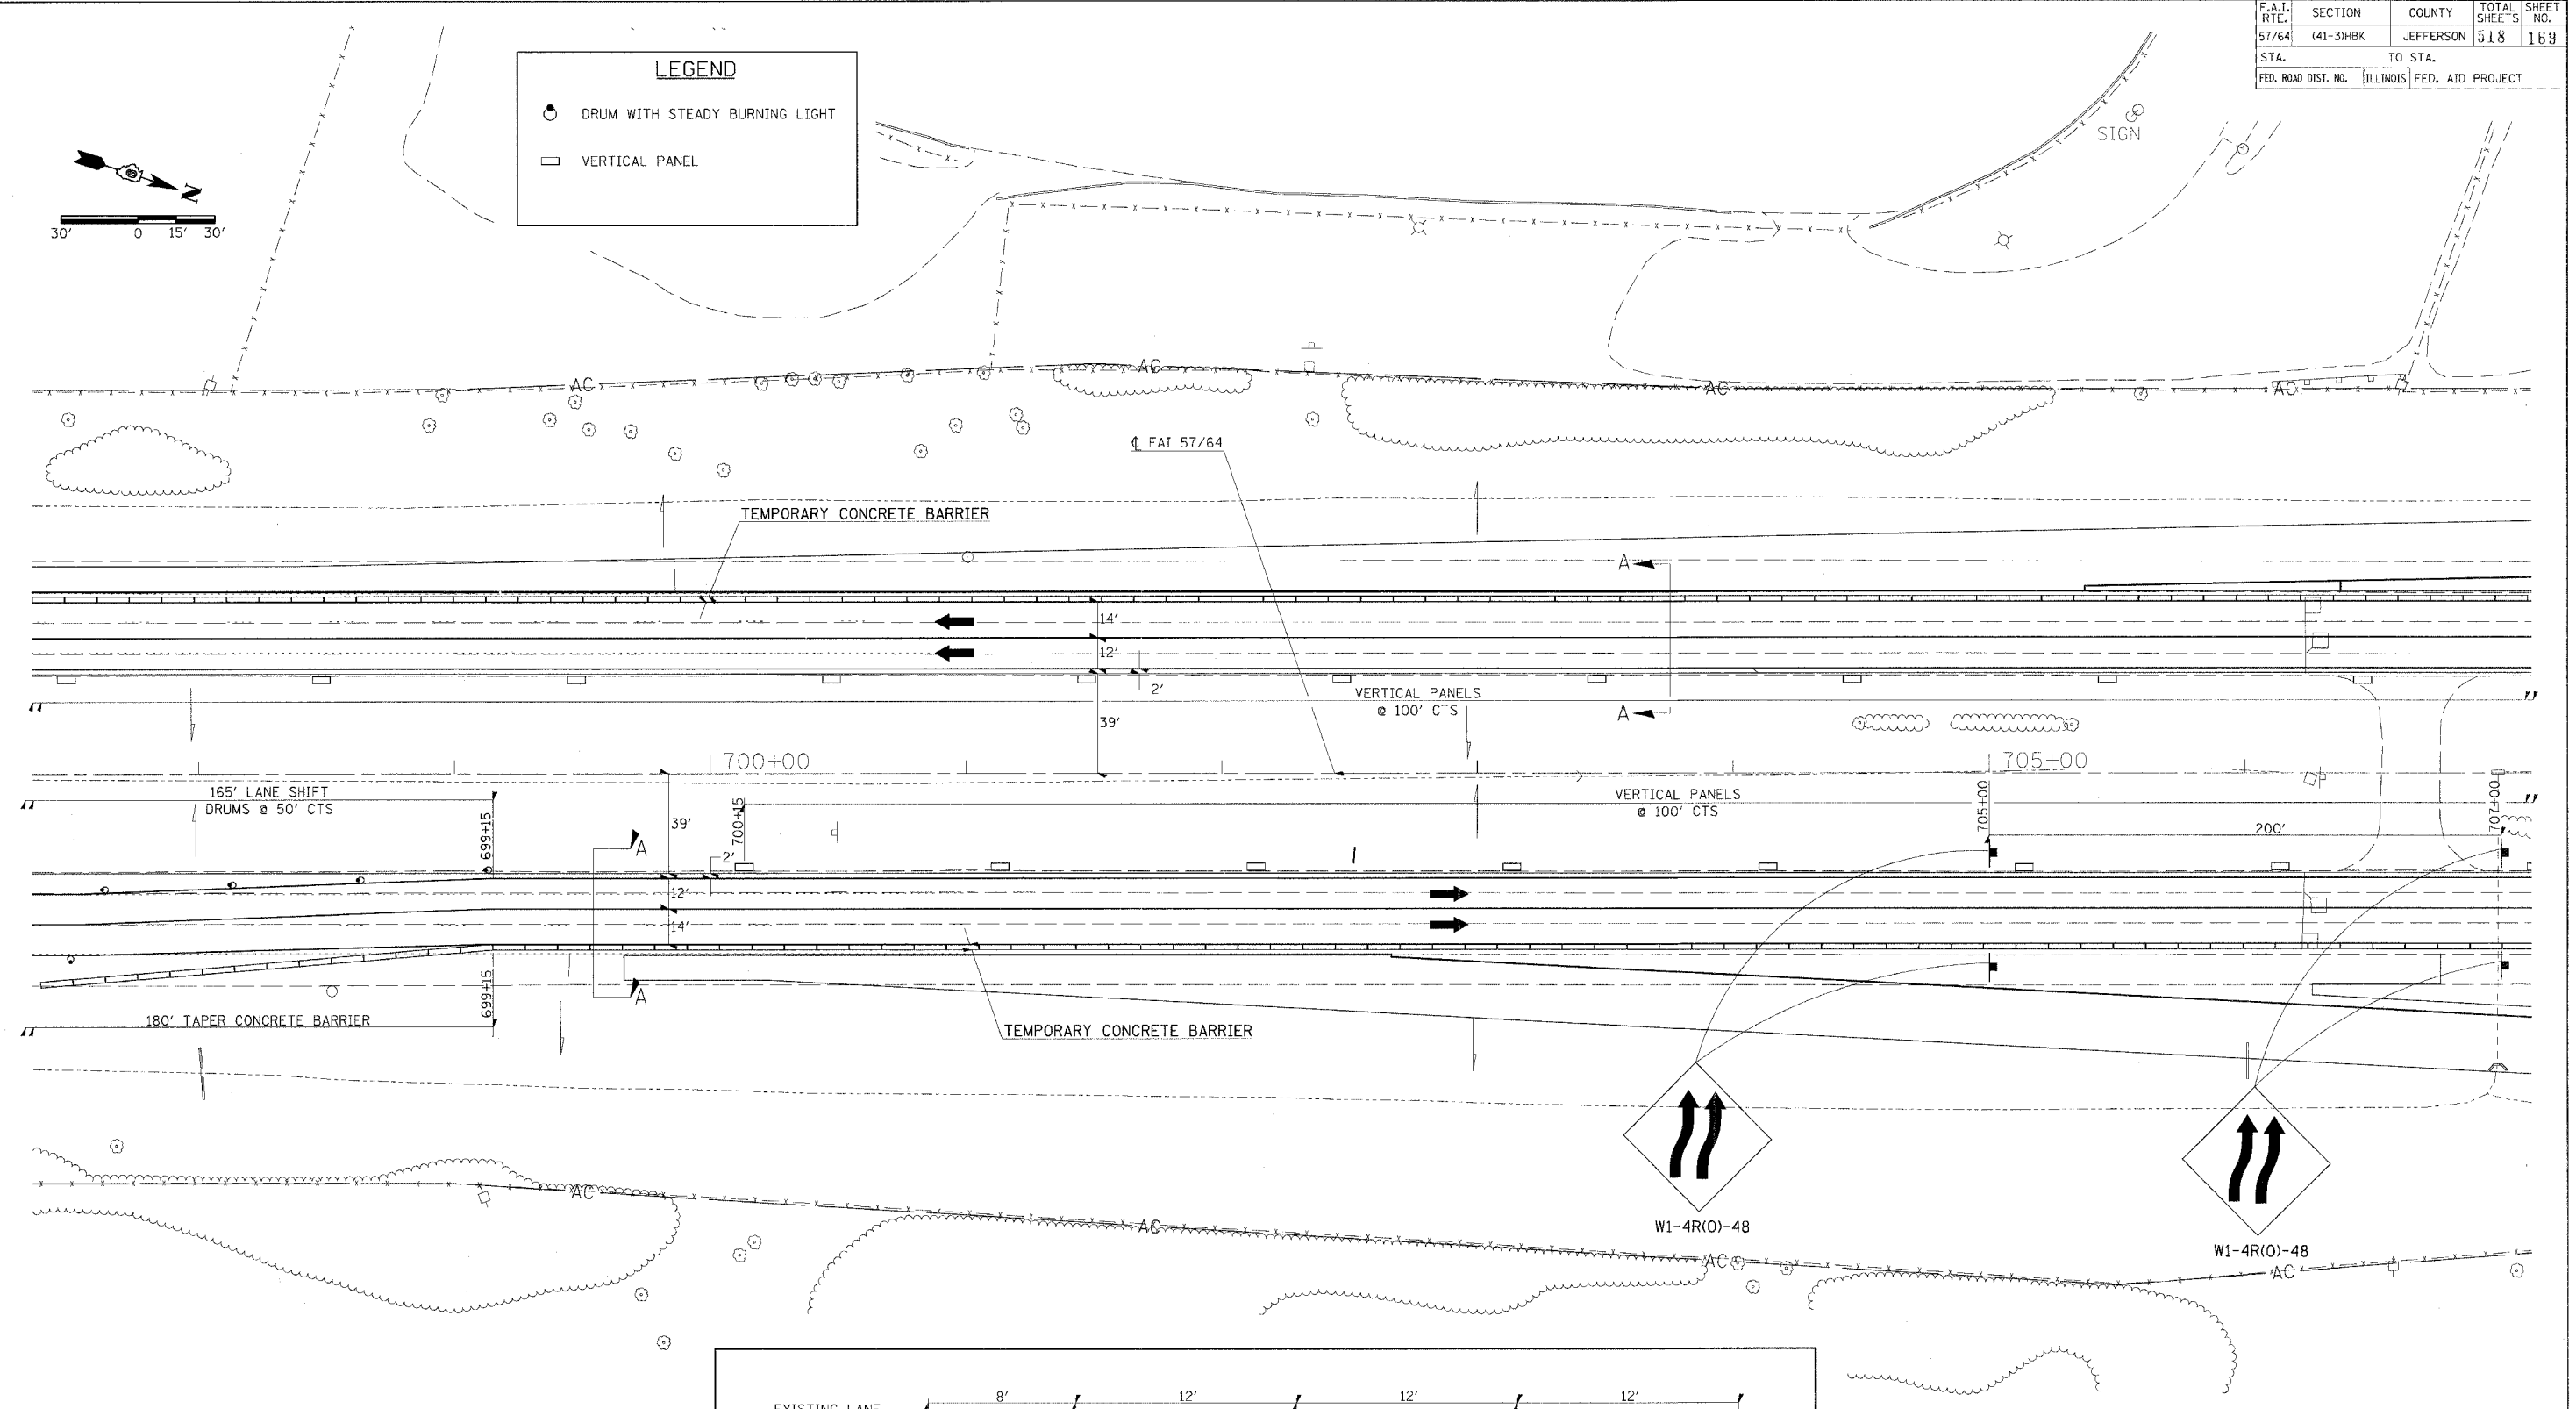 F.A.I. RTE. SECTION COUNTY TOTAL SHEETS SHEET NO.
57/64 (41-3)HBK JEFFERSON 518 169
STA. TO STA.
FED. ROAD DIST. NO. ILLINOIS FED. AID PROJECT
LEGEND
DRUM WITH STEADY BURNING LIGHT
VERTICAL PANEL
N
30' 0 15' 30'
SIGN
AC AC AC AC
℄ FAI 57/64
TEMPORARY CONCRETE BARRIER
A
14'
12'
2'
VERTICAL PANELS
@ 100' CTS
A
39'
700+00 705+00
165' LANE SHIFT
DRUMS @ 50' CTS
699+15
39'
700+15
VERTICAL PANELS
@ 100' CTS
705+00
200'
707+00
A
2'
12'
14'
A
699+15
180' TAPER CONCRETE BARRIER
TEMPORARY CONCRETE BARRIER
W1-4R(O)-48
W1-4R(O)-48
AC AC AC AC
8' 12' 12' 12'
EXISTING LANE